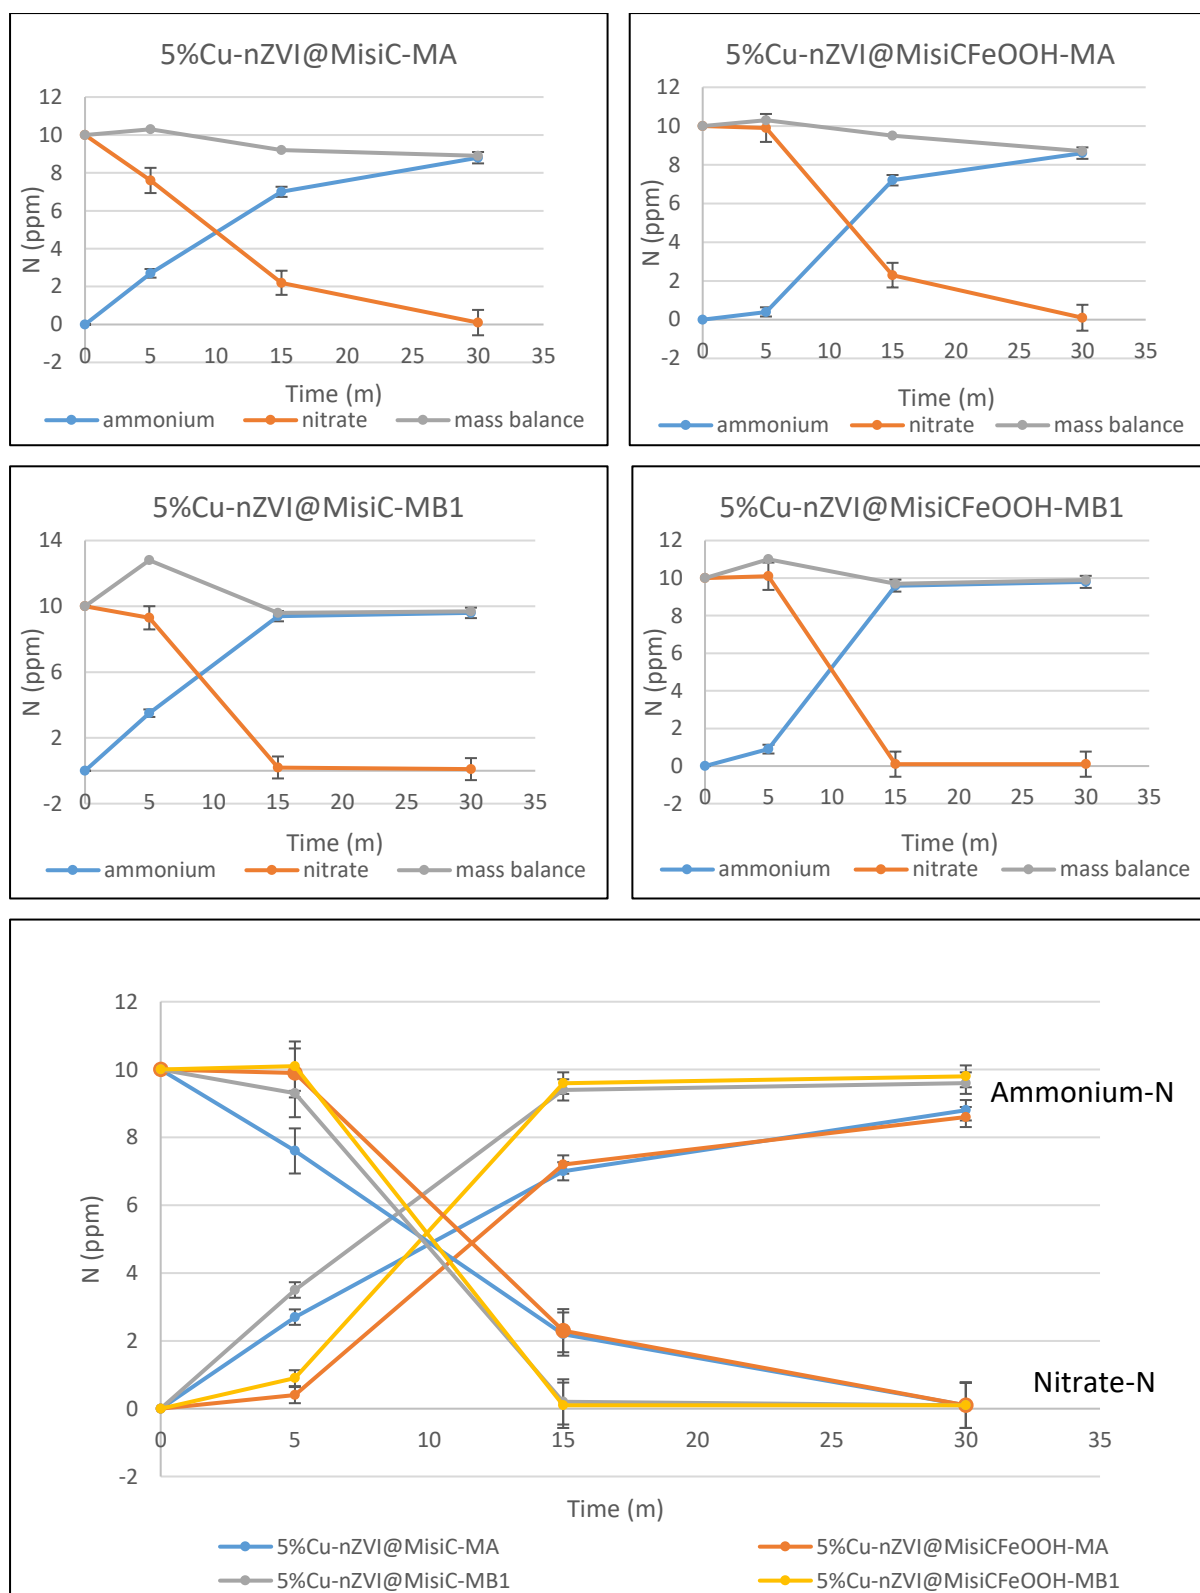 5%Cu-nZVI@MisiC-MA
12
10
8
6
4
2
0
-2
N (ppm)
0 5 10 15 20 25 30 35
Time (m)
ammonium nitrate mass balance
5%Cu-nZVI@MisiCFeOOH-MA
12
10
8
6
4
2
0
-2
N (ppm)
0 5 10 15 20 25 30 35
Time (m)
ammonium nitrate mass balance
5%Cu-nZVI@MisiC-MB1
14
10
6
2
-2
N (ppm)
0 5 10 15 20 25 30 35
Time (m)
ammonium nitrate mass balance
5%Cu-nZVI@MisiCFeOOH-MB1
12
10
8
6
4
2
0
-2
N (ppm)
0 5 10 15 20 25 30 35
Time (m)
ammonium nitrate mass balance
12
10
8
6
4
2
0
-2
N (ppm)
Ammonium-N
Nitrate-N
0 5 10 15 20 25 30 35
Time (m)
5%Cu-nZVI@MisiC-MA 5%Cu-nZVI@MisiCFeOOH-MA
5%Cu-nZVI@MisiC-MB1 5%Cu-nZVI@MisiCFeOOH-MB1